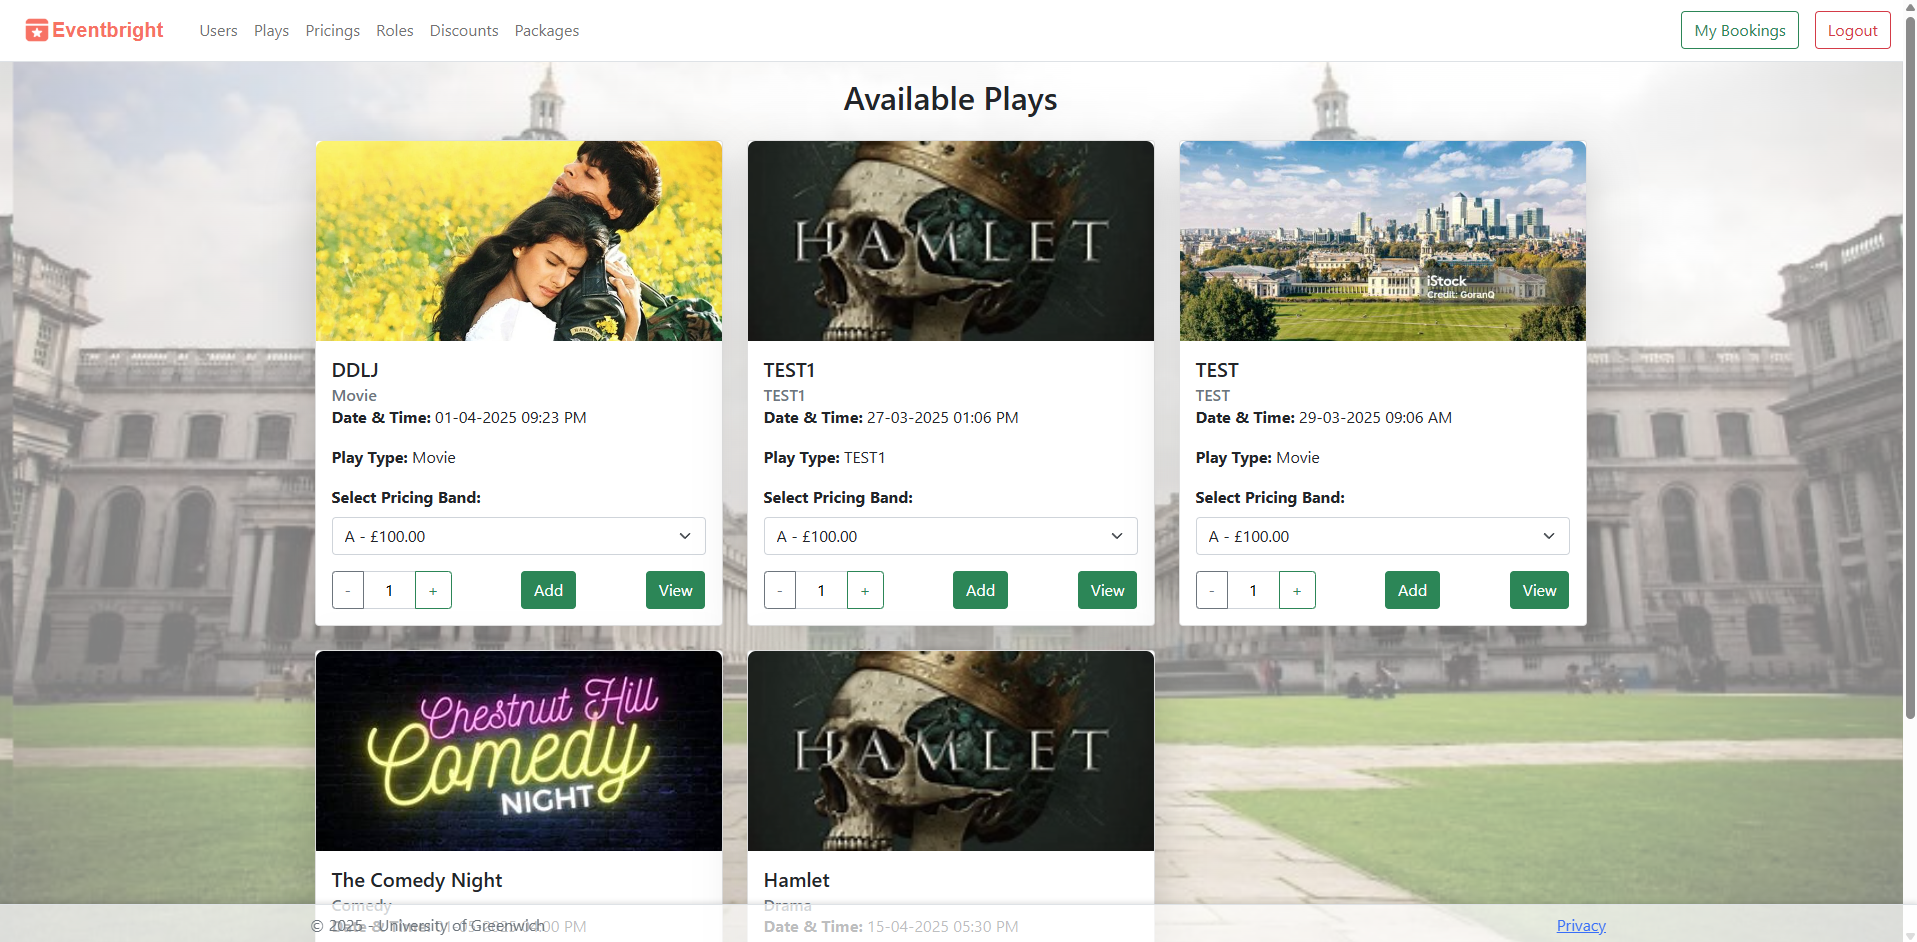 Eventbright Users Plays Pricings Roles Discounts Packages My Bookings Logout
Available Plays
HAMLET
iStock
Credit: GoranQ
DDLJ
Movie
Date & Time: 01-04-2025 09:23 PM
Play Type: Movie
Select Pricing Band:
A - £100.00
- 1 + Add View
TEST1
TEST1
Date & Time: 27-03-2025 01:06 PM
Play Type: TEST1
Select Pricing Band:
A - £100.00
- 1 + Add View
TEST
TEST
Date & Time: 29-03-2025 09:06 AM
Play Type: Movie
Select Pricing Band:
A - £100.00
- 1 + Add View
Chestnut Hill
Comedy
NIGHT
The Comedy Night
Comedy
Date & Time: 00 PM
HAMLET
Hamlet
Drama
Date & Time: 15-04-2025 05:30 PM
© 2025 - University of Greenwich
Privacy